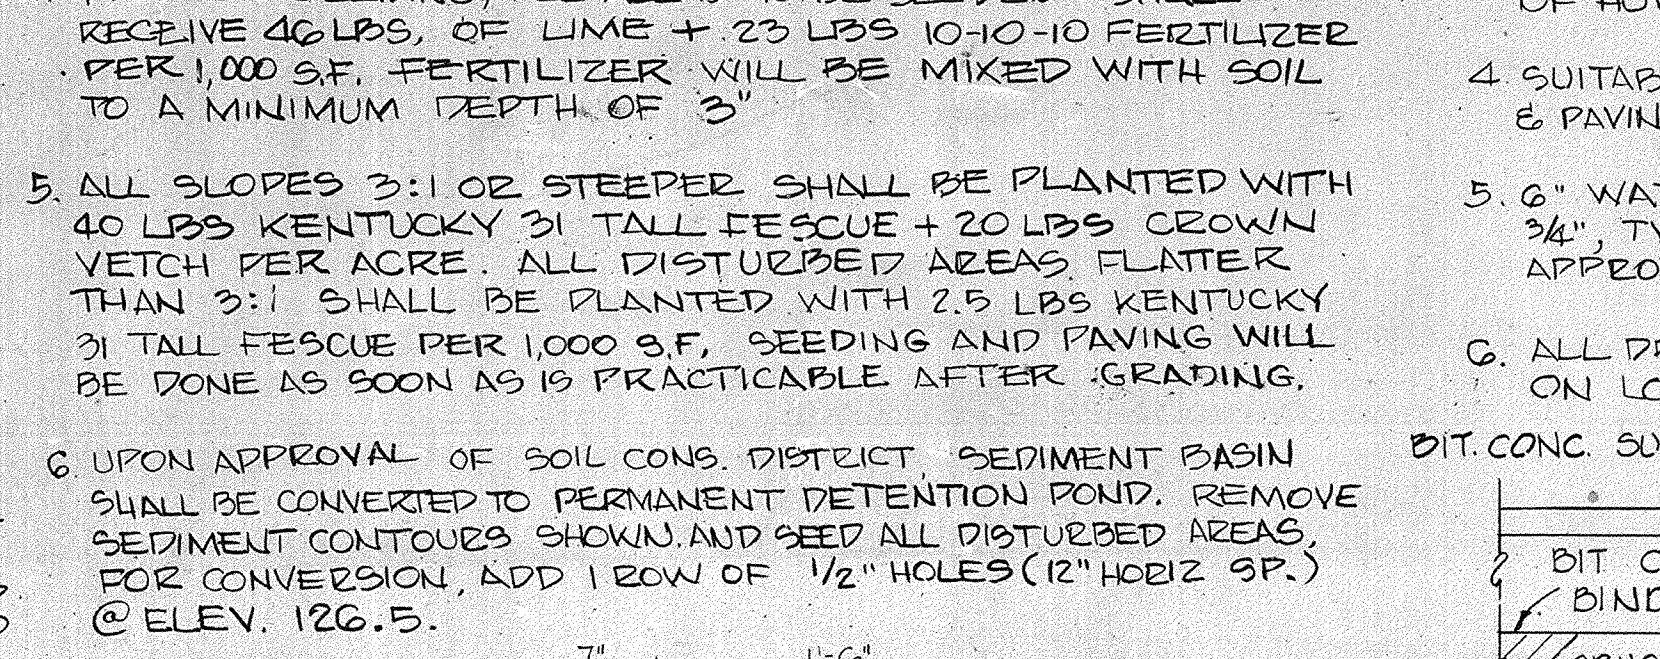 RECEIVE 46 LBS, OF LIME + 23 LBS 10-10-10 FERTILIZER
PER 1,000 S.F. FERTILIZER WILL BE MIXED WITH SOIL
TO A MINIMUM DEPTH OF 3"
5. ALL SLOPES 3:1 OR STEEPER SHALL BE PLANTED WITH
40 LBS KENTUCKY 31 TALL FESCUE + 20 LBS CROWN
VETCH PER ACRE. ALL DISTURBED AREAS FLATTER
THAN 3:1 SHALL BE PLANTED WITH 2.5 LBS KENTUCKY
31 TALL FESCUE PER 1,000 S.F. SEEDING AND PAVING WILL
BE DONE AS SOON AS IS PRACTICABLE AFTER GRADING.
6. UPON APPROVAL OF SOIL CONS. DISTRICT, SEDIMENT BASIN
SHALL BE CONVERTED TO PERMANENT DETENTION POND. REMOVE
SEDIMENT CONTOURS SHOWN AND SEED ALL DISTURBED AREAS,
FOR CONVERSION, ADD 1 ROW OF 1/2" HOLES (12" HORIZ SP.)
@ ELEV. 126.5.
7" 1'-6"
4. SUITAB
& PAVIN
5. 6" WA
3/4", TY
APPRO
6. ALL
ON LO
BIT. CONC. SU
BIT C
BIND